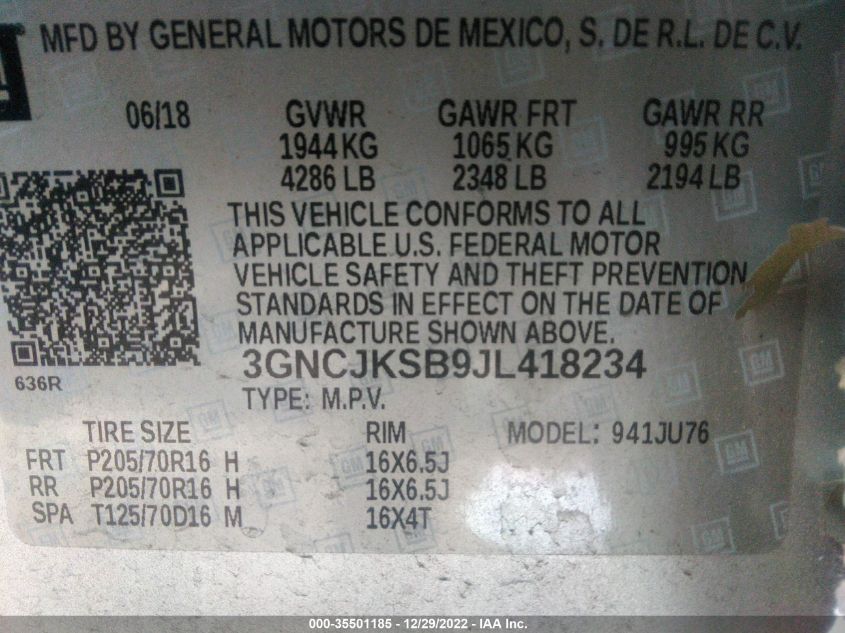 MFD BY GENERAL MOTORS DE MEXICO, S. DE R.L. DE C.V.
06/18 GVWR GAWR FRT GAWR RR
1944 KG 1065 KG 995 KG
4286 LB 2348 LB 2194 LB
THIS VEHICLE CONFORMS TO ALL
APPLICABLE U.S. FEDERAL MOTOR
VEHICLE SAFETY AND THEFT PREVENTION
STANDARDS IN EFFECT ON THE DATE OF
MANUFACTURE SHOWN ABOVE.
3GNCJKSB9JL418234
636R
TYPE: M.P.V.
TIRE SIZE RIM MODEL: 941JU76
FRT P205/70R16 H 16X6.5J
RR P205/70R16 H 16X6.5J
SPA T125/70D16 M 16X4T
000-35501185 - 12/29/2022 - IAA Inc.